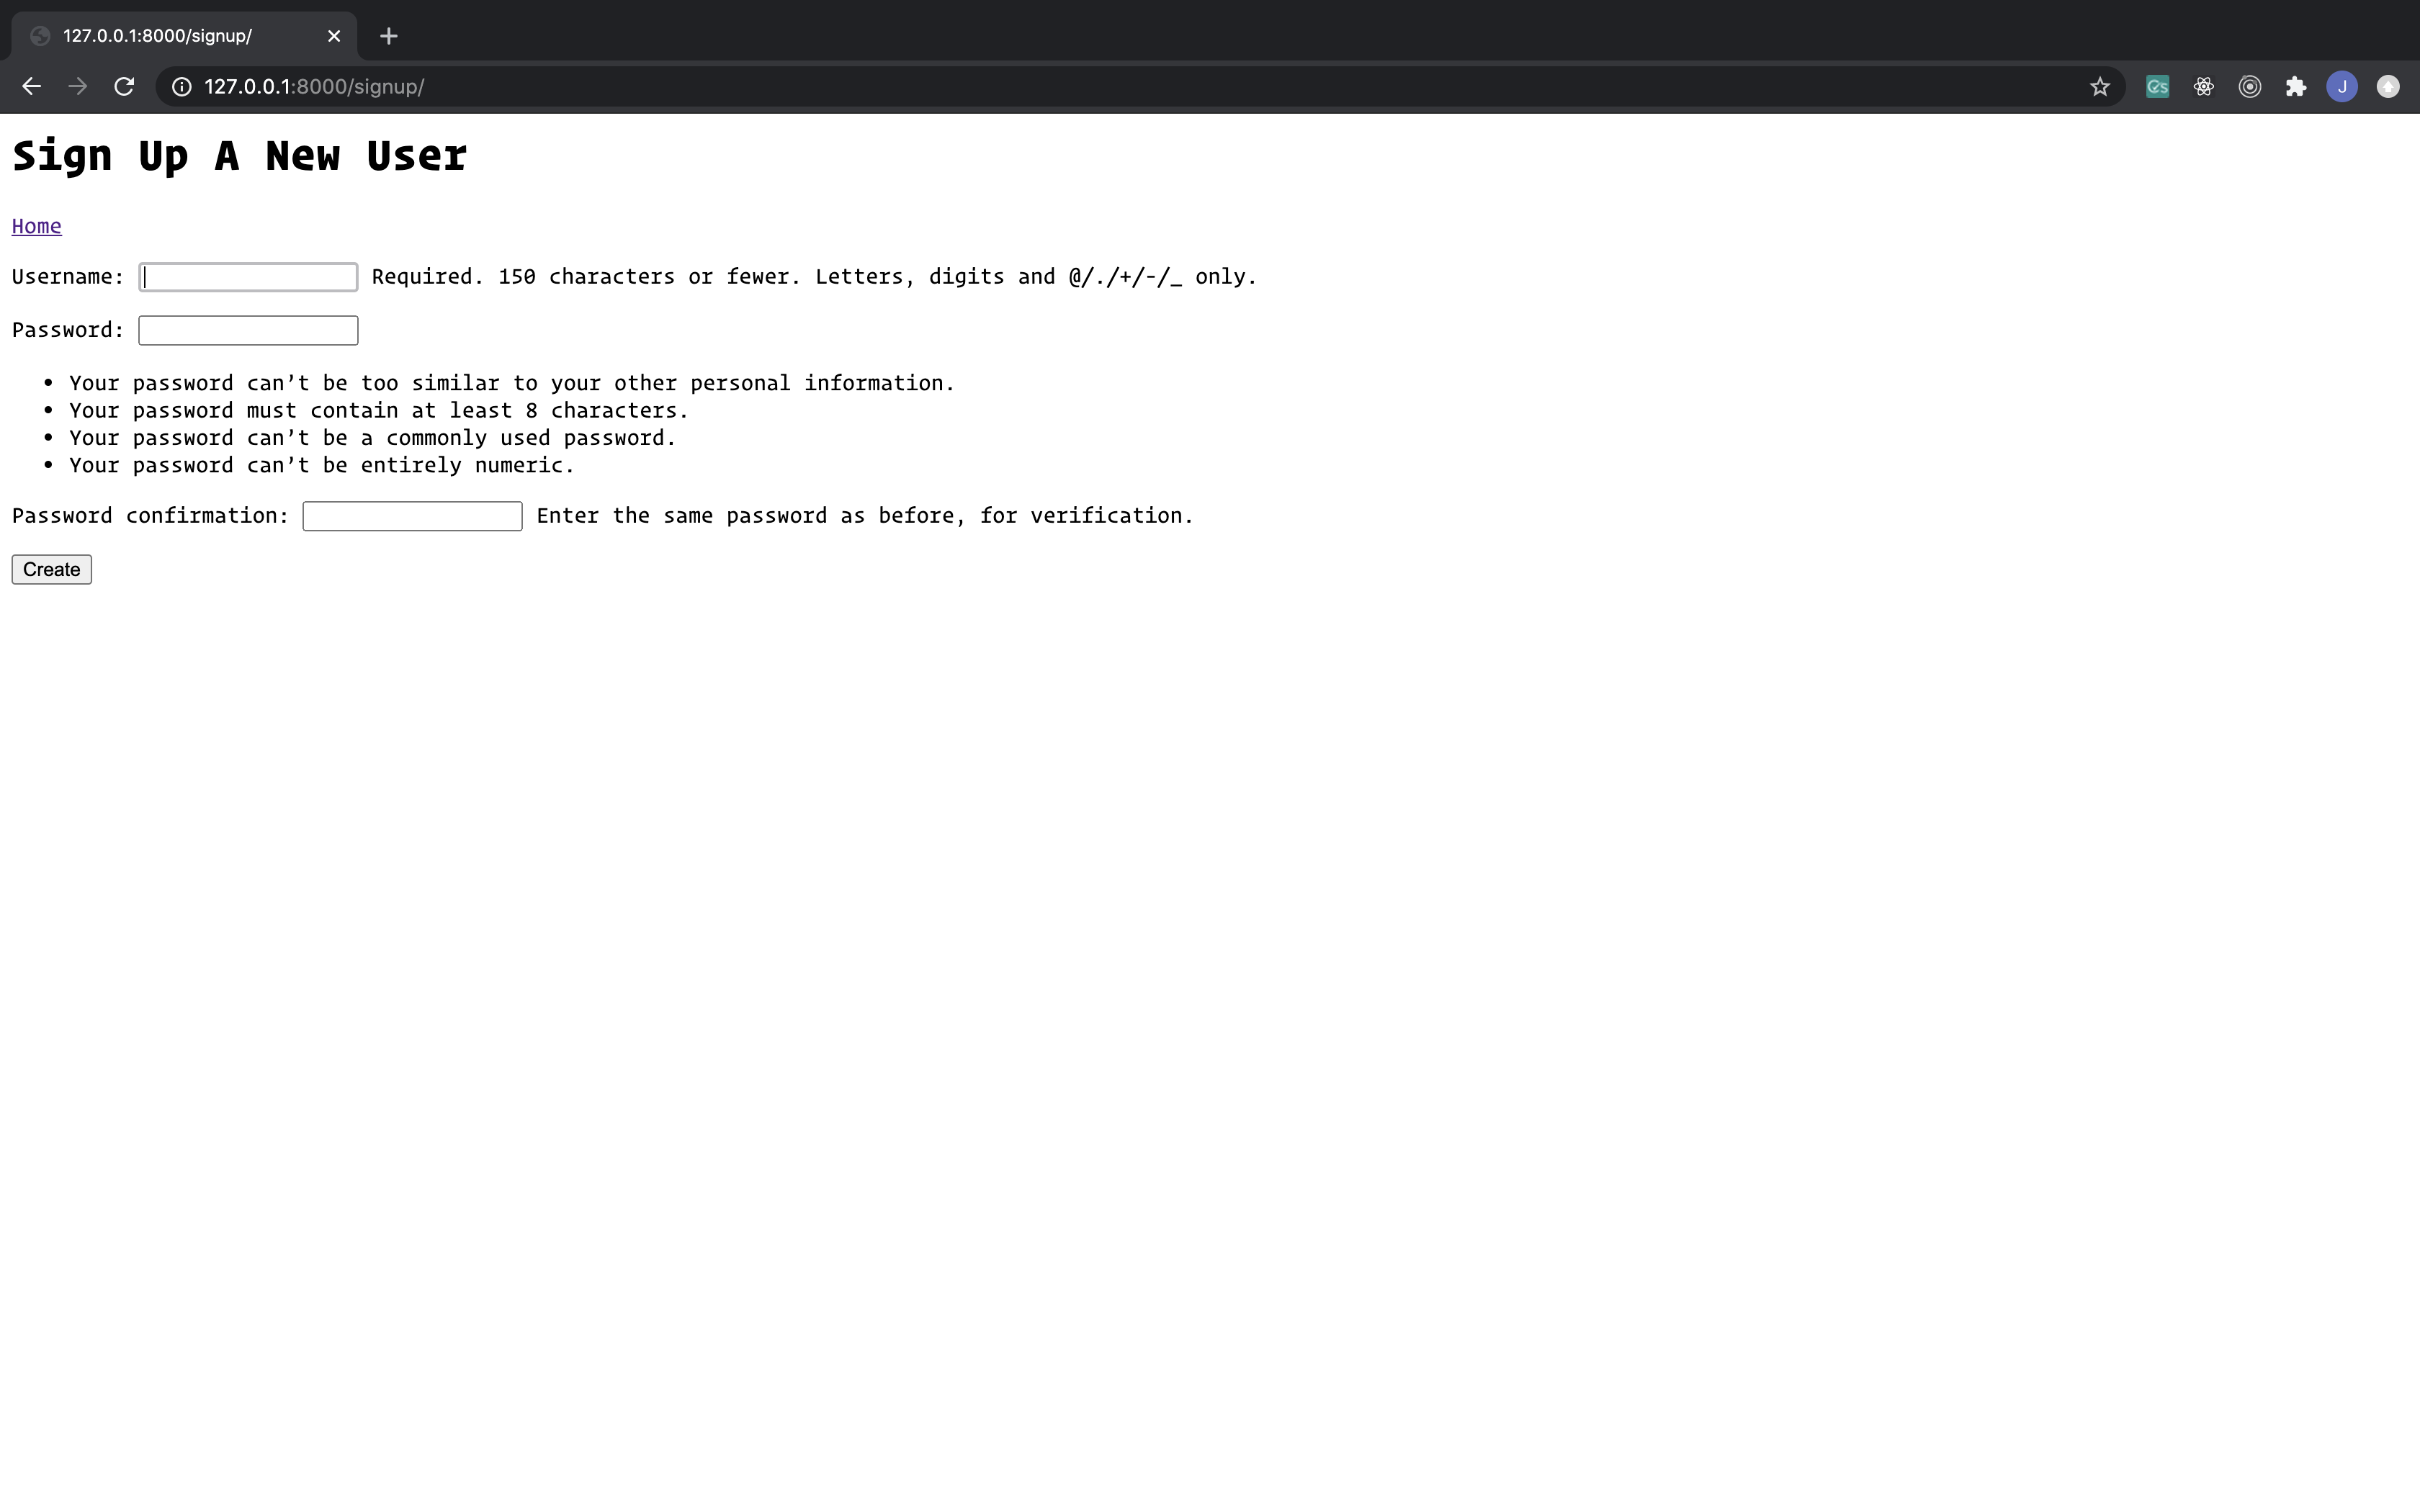 127.0.0.1:8000/signup/
127.0.0.1:8000/signup/
J
Sign Up A New User
Home
Username: Required. 150 characters or fewer. Letters, digits and @/./+/-/_ only.
Password:
• Your password can’t be too similar to your other personal information.
• Your password must contain at least 8 characters.
• Your password can’t be a commonly used password.
• Your password can’t be entirely numeric.
Password confirmation: Enter the same password as before, for verification.
Create